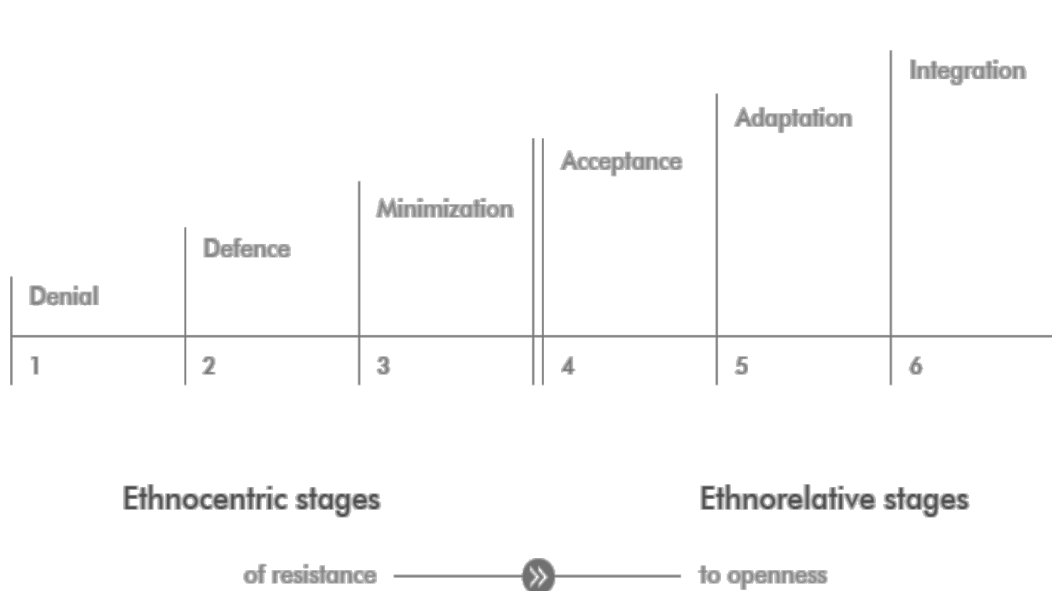 Integration
Adaptation
Acceptance
Minimization
Defence
Denial
1 2 3 4 5 6
Ethnocentric stages Ethnorelative stages
of resistance to openness